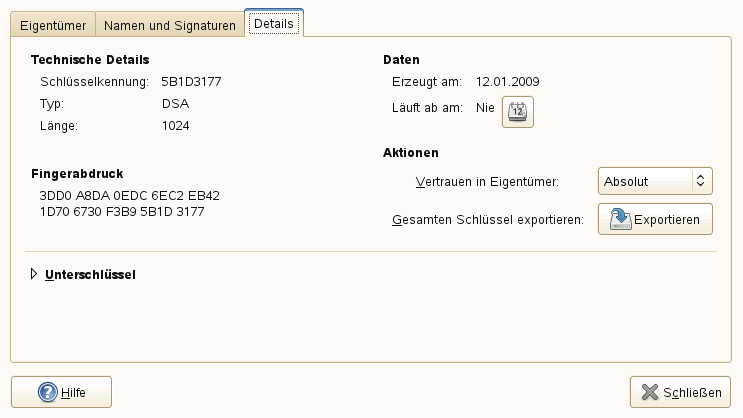 Eigentümer Namen und Signaturen Details
Technische Details
Schlüsselkennung: 5B1D3177
Typ: DSA
Länge: 1024
Fingerabdruck
3DD0 A8DA 0EDC 6EC2 EB42
1D70 6730 F3B9 5B1D 3177
Daten
Erzeugt am: 12.01.2009
Läuft ab am: Nie 12
Aktionen
Vertrauen in Eigentümer: Absolut
Gesamten Schlüssel exportieren: Exportieren
Unterschlüssel
Hilfe Schließen